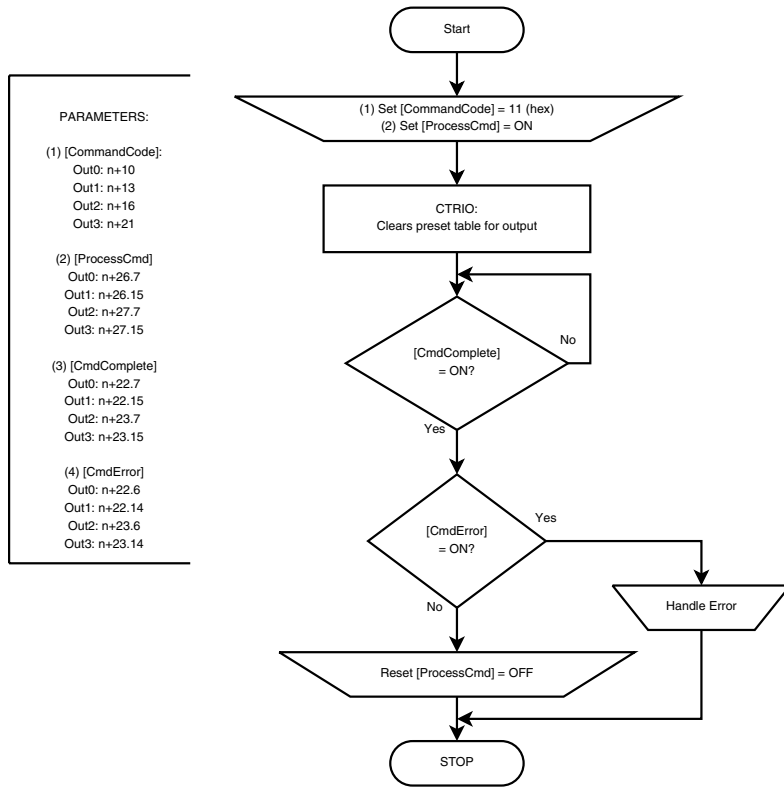 Start
PARAMETERS:
(1) [CommandCode]:
Out0: n+10
Out1: n+13
Out2: n+16
Out3: n+21
(2) [ProcessCmd]
Out0: n+26.7
Out1: n+26.15
Out2: n+27.7
Out3: n+27.15
(3) [CmdComplete]
Out0: n+22.7
Out1: n+22.15
Out2: n+23.7
Out3: n+23.15
(4) [CmdError]
Out0: n+22.6
Out1: n+22.14
Out2: n+23.6
Out3: n+23.14
(1) Set [CommandCode] = 11 (hex)
(2) Set [ProcessCmd] = ON
CTRIO:
Clears preset table for output
[CmdComplete]
= ON?
No
Yes
[CmdError]
= ON?
Yes
No
Handle Error
Reset [ProcessCmd] = OFF
STOP